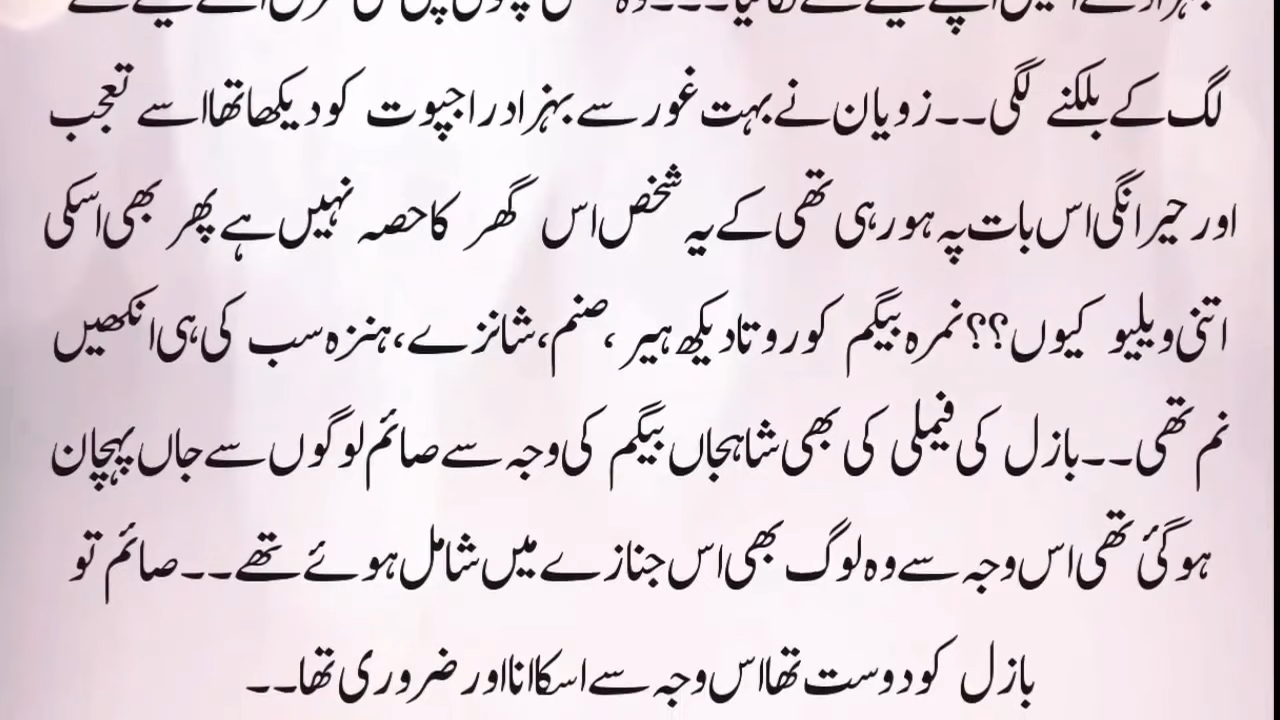 لگ کے بلکنے لگی۔۔زویان نے بہت غور سے بہزاد راجپوت کو دیکھا تھا اسے تعجب
اور حیرانگی اس بات پہ ہو رہی تھی کے یہ شخص اس گھر کا حصہ نہیں ہے پھر بھی اسکی
اتنی ویلیو کیوں؟؟نمرہ بیگم کو روتا دیکھ ہیر ،صنم،شانزے،ہنزہ سب کی ہی انکھیں
نم تھی۔۔بازل کی فیملی کی بھی شاہجاں بیگم کی وجہ سے صائم لوگوں سے جاں پہچان
ہوگئ تھی اس وجہ سے وہ لوگ بھی اس جنازے میں شامل ہوئے تھے۔۔صائم تو
بازل کو دوست تھا اس وجہ سے اسکا انا اور ضروری تھا۔۔